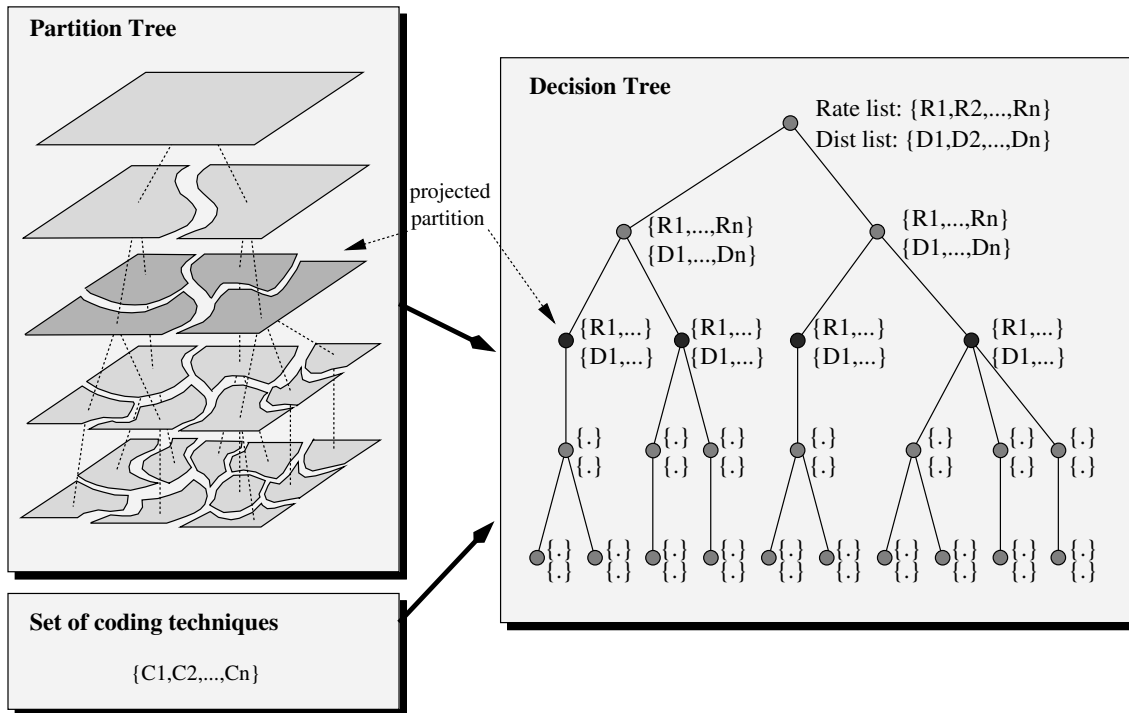 Partition Tree
projected
partition
Set of coding techniques
{C1,C2,...,Cn}
Decision Tree
Rate list: {R1,R2,...,Rn}
Dist list: {D1,D2,...,Dn}
{R1,...,Rn} {R1,...,Rn}
{D1,...,Dn} {D1,...,Dn}
{R1,...} {R1,...} {R1,...} {R1,...}
{D1,...} {D1,...} {D1,...} {D1,...}
{.} {.} {.} {.} {.} {.} {.}
{.} {.} {.} {.} {.} {.} {.}
{.} {.} {.} {.} {.} {.} {.} {.} {.} {.}
{.} {.} {.} {.} {.} {.} {.} {.} {.} {.}